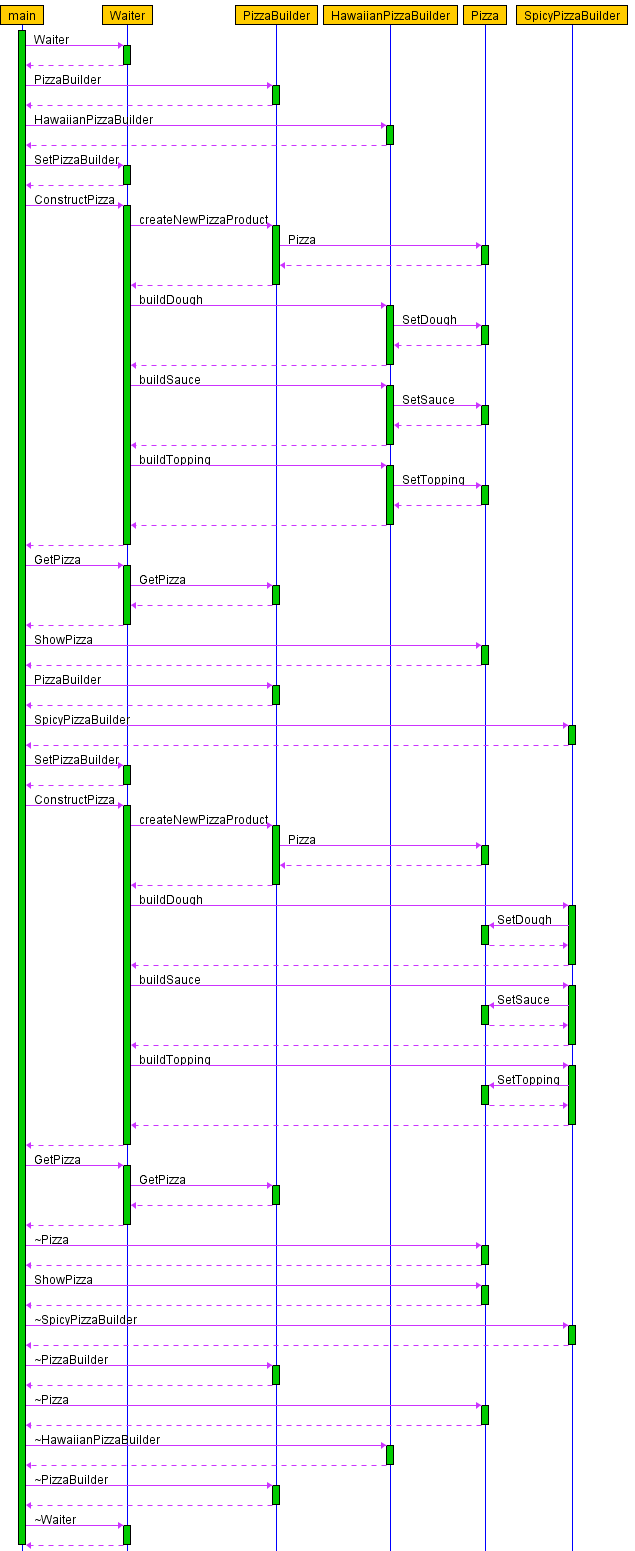 main Waiter PizzaBuilder HawaiianPizzaBuilder Pizza SpicyPizzaBuilder
Waiter
PizzaBuilder
HawaiianPizzaBuilder
SetPizzaBuilder
ConstructPizza
createNewPizzaProduct
Pizza
buildDough
SetDough
buildSauce
SetSauce
buildTopping
SetTopping
GetPizza
GetPizza
ShowPizza
PizzaBuilder
SpicyPizzaBuilder
SetPizzaBuilder
ConstructPizza
createNewPizzaProduct
Pizza
buildDough
SetDough
buildSauce
SetSauce
buildTopping
SetTopping
GetPizza
GetPizza
~Pizza
ShowPizza
~SpicyPizzaBuilder
~PizzaBuilder
~Pizza
~HawaiianPizzaBuilder
~PizzaBuilder
~Waiter